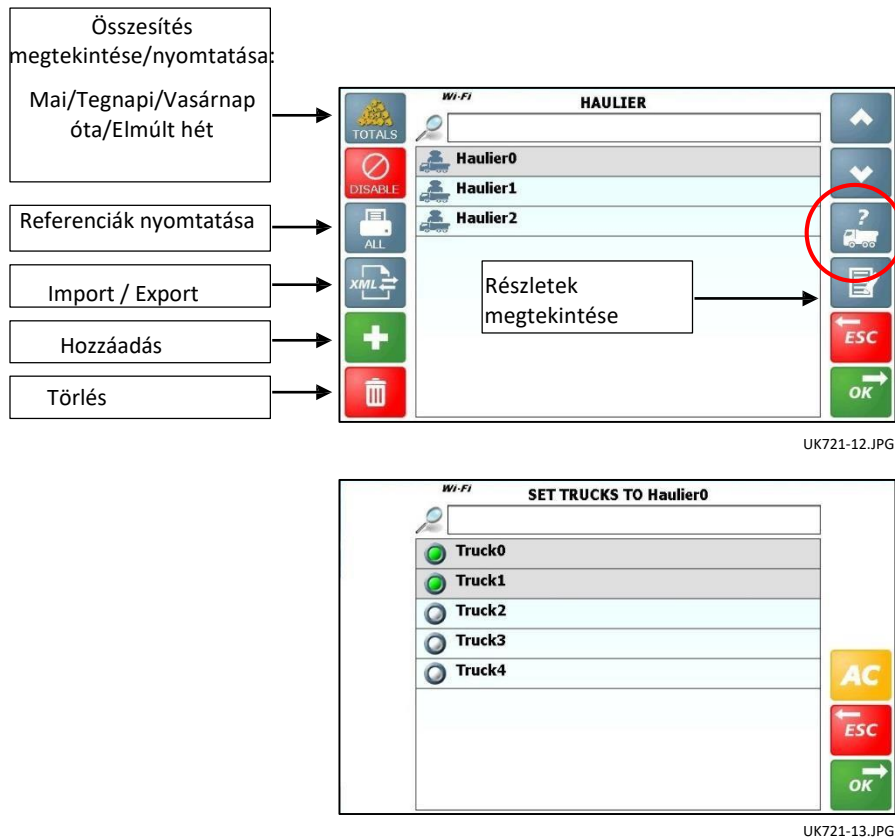 Összesítés
megtekintése/nyomtatása:
Mai/Tegnapi/Vasárnap
óta/Elmúlt hét
Referenciák nyomtatása
Import / Export
Hozzáadás
Törlés
Wi-Fi
HAULIER
TOTALS
DISABLE
ALL
XML
Haulier0
Haulier1
Haulier2
Részletek
megtekintése
?
ESC
OK
UK721-12.JPG
Wi-Fi
SET TRUCKS TO Haulier0
Truck0
Truck1
Truck2
Truck3
Truck4
AC
ESC
OK
UK721-13.JPG